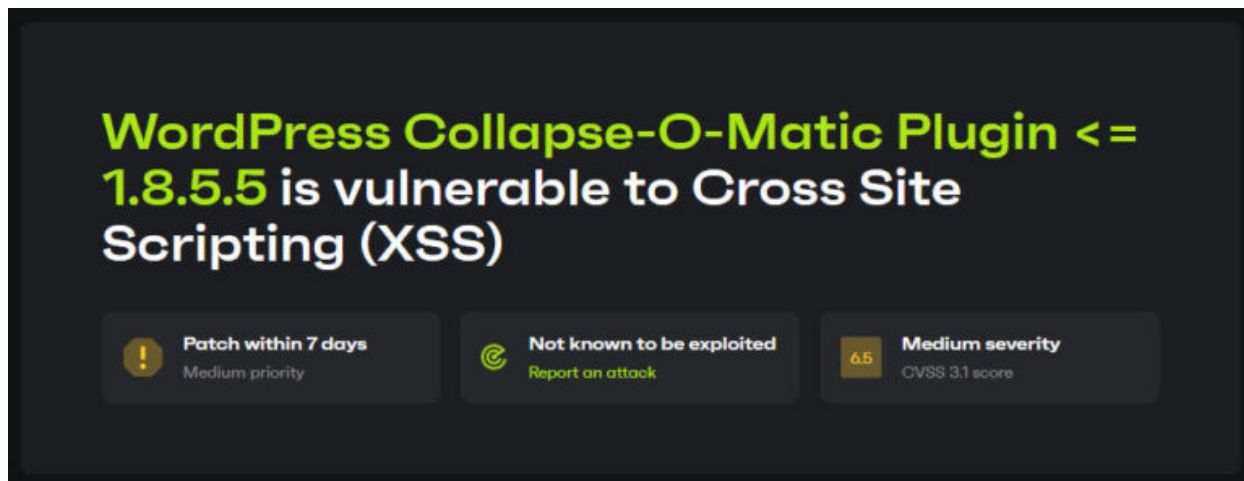 WordPress Collapse-O-Matic Plugin <=
1.8.5.5 is vulnerable to Cross Site
Scripting (XSS)
Patch within 7 days
Medium priority
Not known to be exploited
Report an attack
6.5
Medium severity
CVSS 3.1 score